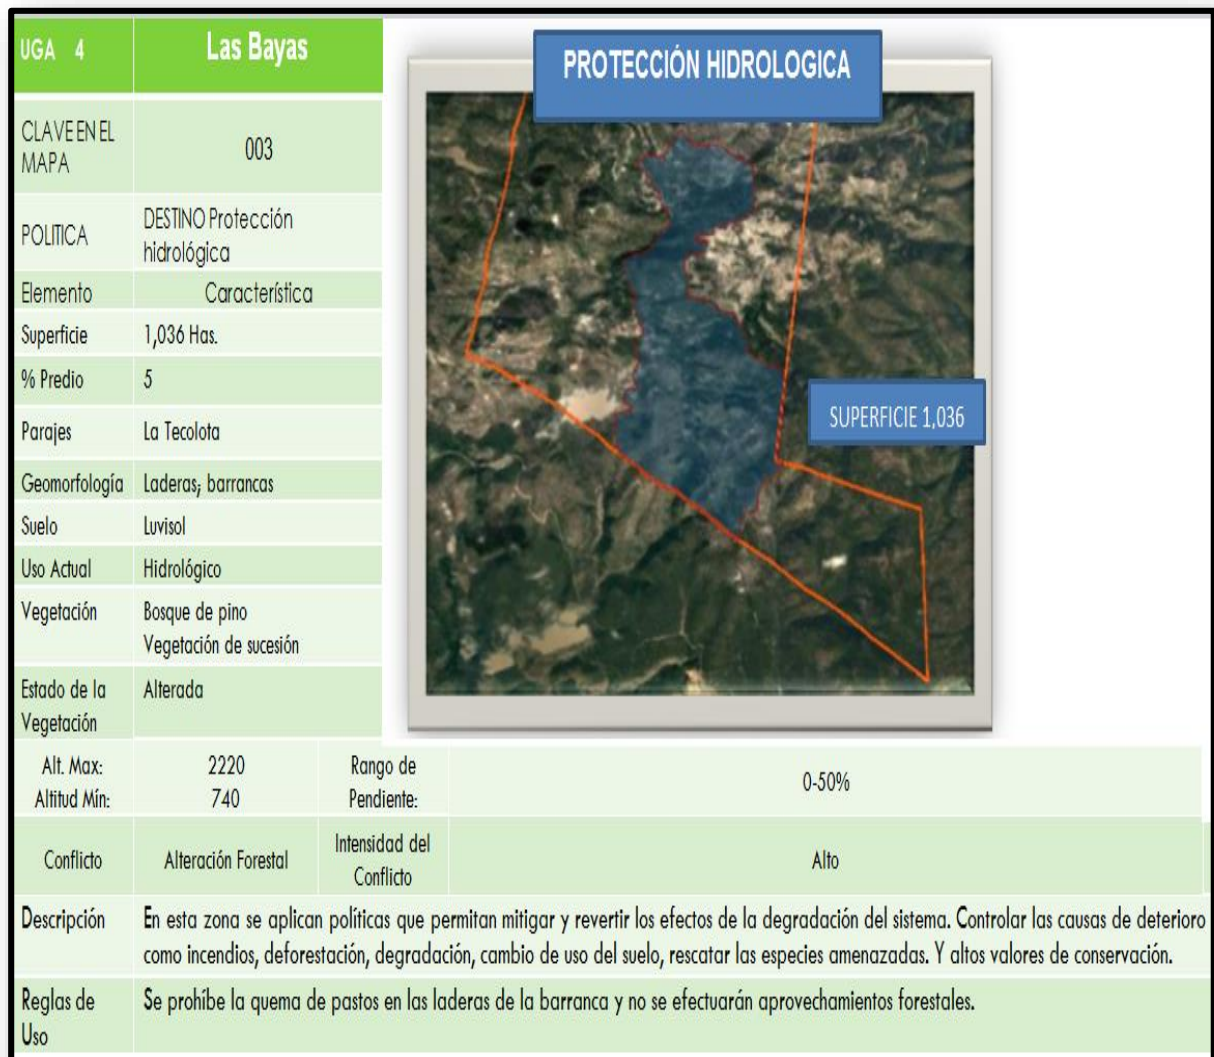 UGA 4 Las Bayas
CLAVE EN EL
MAPA
003
POLITICA
DESTINO Protección
hidrológica
Elemento Característica
Superficie 1,036 Has.
% Predio 5
Parajes La Tecolota
Geomorfología Laderas; barrancas
Suelo Luvisol
Uso Actual Hidrológico
Vegetación Bosque de pino
Vegetación de sucesión
Estado de la
Vegetación
Alterada
PROTECCIÓN HIDROLOGICA
SUPERFICIE 1,036
Alt. Max: 2220
Altitud Mín: 740
Rango de
Pendiente:
0-50%
Conflicto Alteración Forestal
Intensidad del
Conflicto
Alto
Descripción En esta zona se aplican políticas que permitan mitigar y revertir los efectos de la degradación del sistema. Controlar las causas de deterioro
como incendios, deforestación, degradación, cambio de uso del suelo, rescatar las especies amenazadas. Y altos valores de conservación.
Reglas de
Uso
Se prohíbe la quema de pastos en las laderas de la barranca y no se efectuarán aprovechamientos forestales.